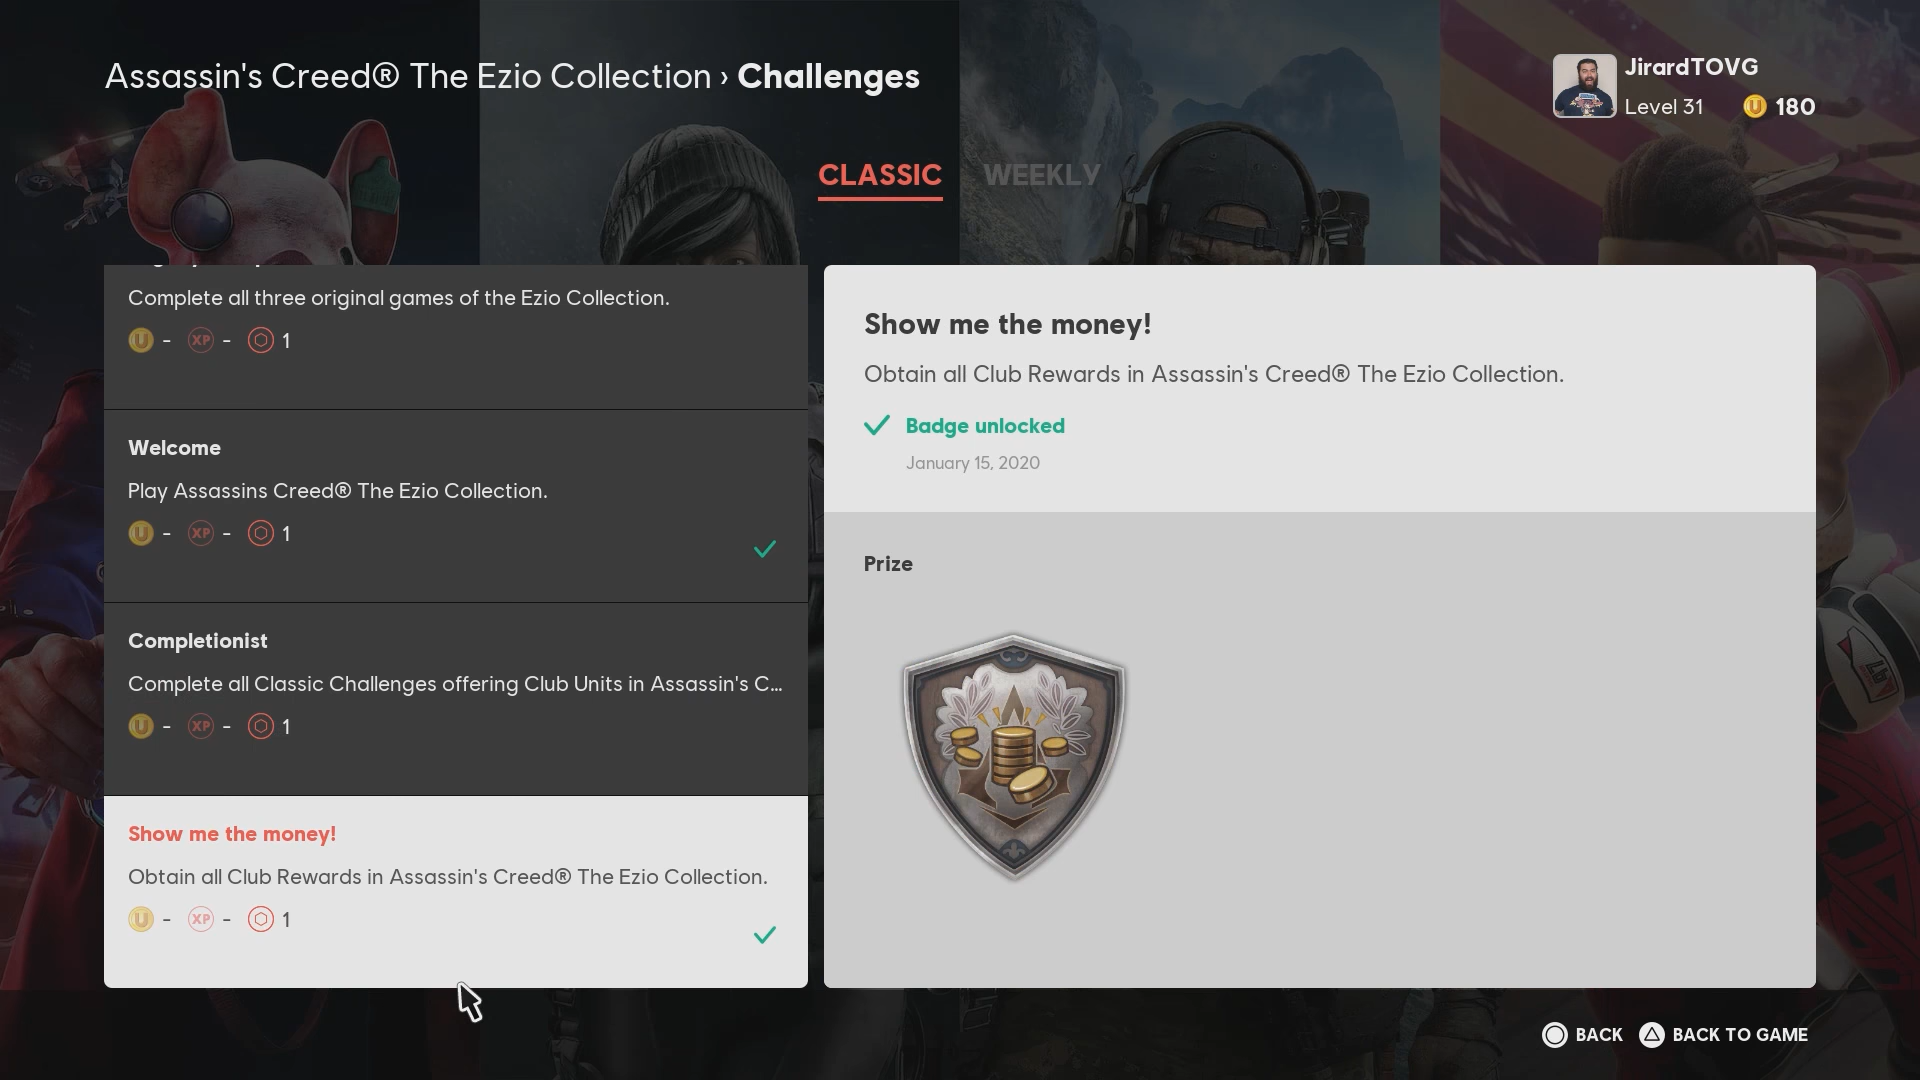 Assassin's Creed® The Ezio Collection › Challenges
JirardTOVG
Level 31
180
CLASSIC
WEEKLY
Complete all three original games of the Ezio Collection.
U - XP - 1
Welcome
Play Assassins Creed® The Ezio Collection.
U - XP - 1
Completionist
Complete all Classic Challenges offering Club Units in Assassin's C...
U - XP - 1
Show me the money!
Obtain all Club Rewards in Assassin's Creed® The Ezio Collection.
U - XP - 1
Show me the money!
Obtain all Club Rewards in Assassin's Creed® The Ezio Collection.
Badge unlocked
January 15, 2020
Prize
BACK
BACK TO GAME